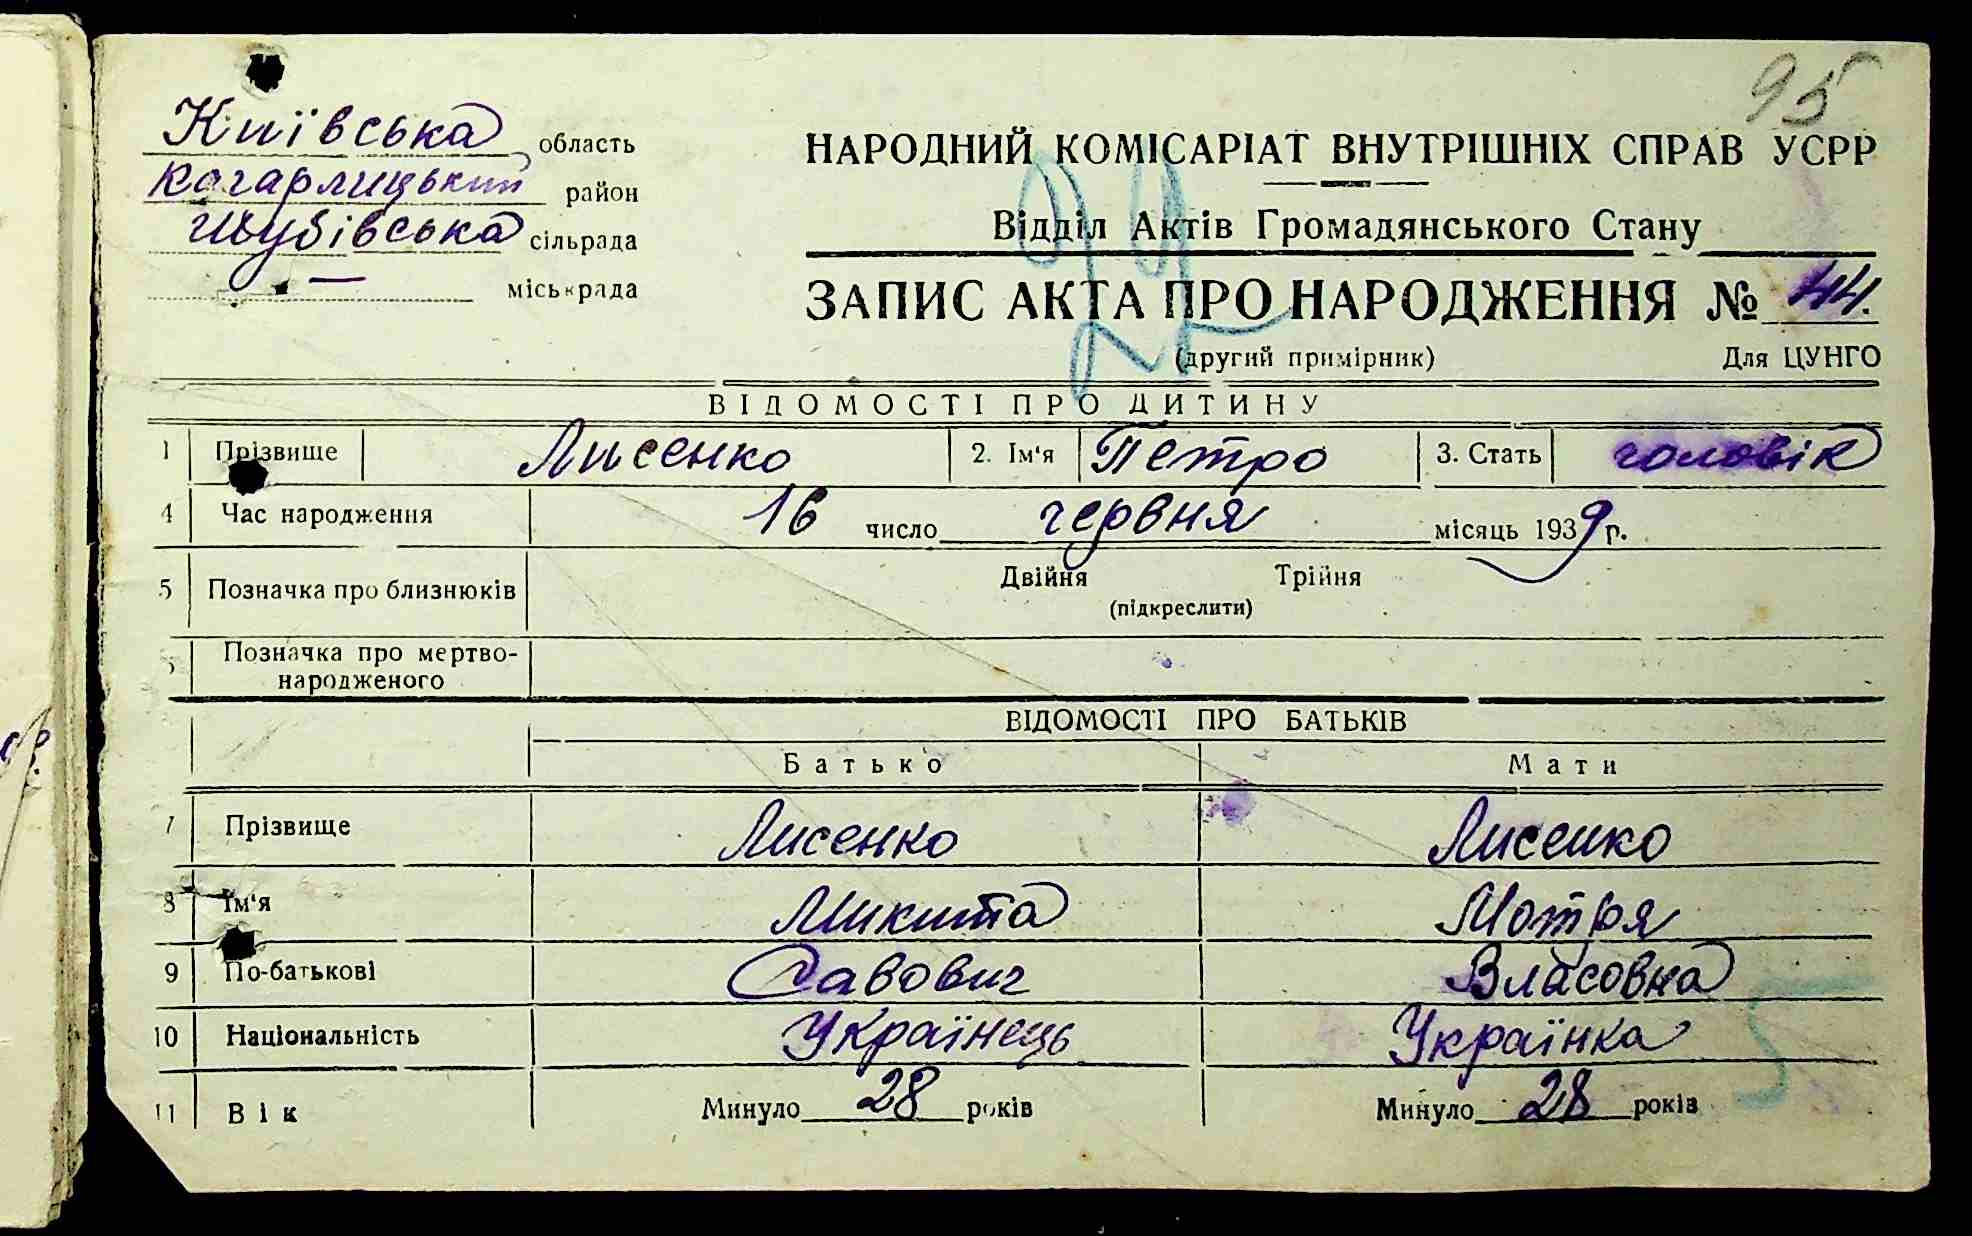 95
Київська область
Кагарлицький район
Шубівська сільрада
— міськрада
НАРОДНИЙ КОМІСАРІАТ ВНУТРІШНІХ СПРАВ УСРР
Відділ Актів Громадянського Стану
ЗАПИС АКТА ПРО НАРОДЖЕННЯ № 44.
(другий примірник) Для ЦУНГО
ВІДОМОСТІ ПРО ДИТИНУ
1 Прізвище Лисенко 2. Ім'я Петро 3. Стать чоловік
4 Час народження 16 число червня місяць 1939 р.
5 Позначка про близнюків Двійня Трійня
(підкреслити)
Позначка про мертво-
народженого
ВІДОМОСТІ ПРО БАТЬКІВ
Батько Мати
7 Прізвище Лисенко Лисенко
8 Ім'я Микита Мотря
9 По-батькові Савович Власовна
10 Національність Українець Українка
11 Вік Минуло 28 років Минуло 28 років